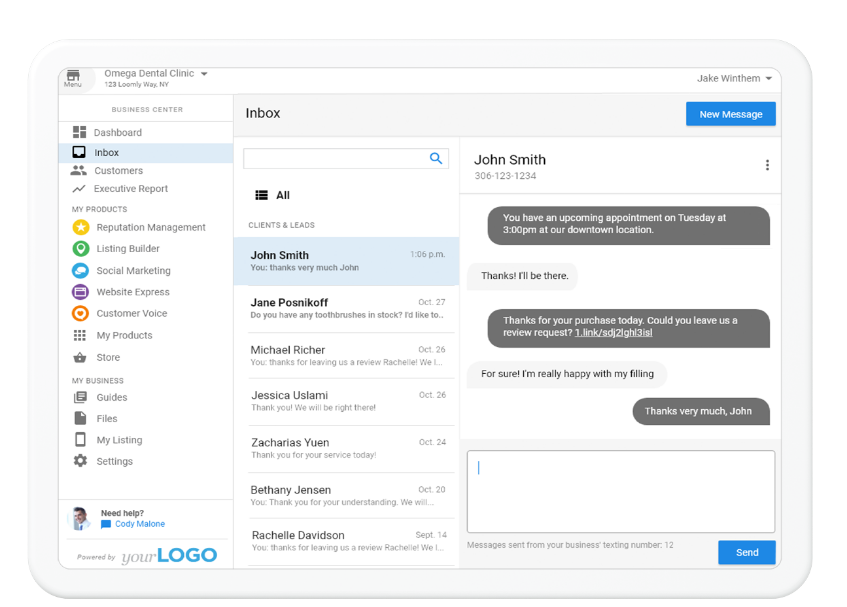 Menu
Omega Dental Clinic
123 Loomly Way, NY
Jake Winthem
BUSINESS CENTER
Dashboard
Inbox
Customers
Executive Report
MY PRODUCTS
Reputation Management
Listing Builder
Social Marketing
Website Express
Customer Voice
My Products
Store
MY BUSINESS
Guides
Files
My Listing
Settings
Need help?
Cody Malone
Powered by yourLOGO
Inbox
New Message
All
CLIENTS & LEADS
John Smith 1:06 p.m.
You: thanks very much John
Jane Posnikoff Oct. 27
Do you have any toothbrushes in stock? I'd like to..
Michael Richer Oct. 26
You: thanks for leaving us a review Rachelle! We l...
Jessica Uslami Oct. 26
Thank you! We will be right there!
Zacharias Yuen Oct. 24
Thank you for your service today!
Bethany Jensen Oct. 20
You: Thank you for your understanding. We will...
Rachelle Davidson Sept. 14
You: thanks for leaving us a review Rachelle! We l...
John Smith
306-123-1234
You have an upcoming appointment on Tuesday at
3:00pm at our downtown location.
Thanks! I'll be there.
Thanks for your purchase today. Could you leave us a
review request? 1.link/sdj2lghl3isl
For sure! I'm really happy with my filling
Thanks very much, John
Messages sent from your business' texting number: 12
Send